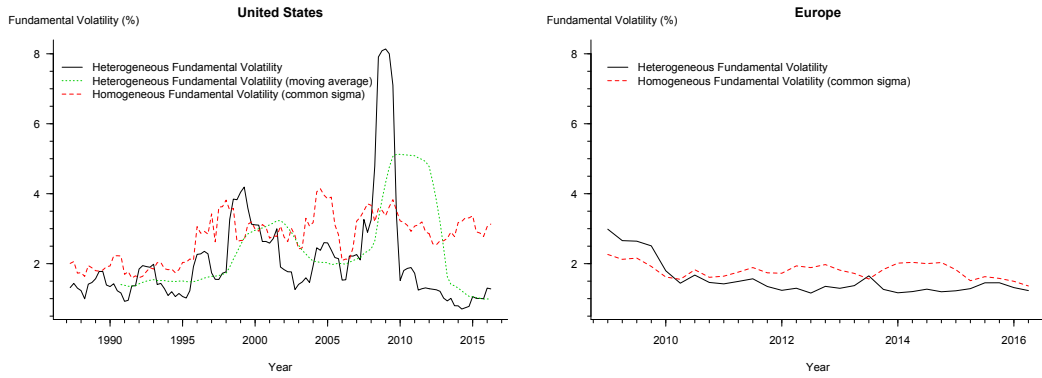 United States
Fundamental Volatility (%)
Heterogeneous Fundamental Volatility
Heterogeneous Fundamental Volatility (moving average)
Homogeneous Fundamental Volatility (common sigma)
8
6
4
2
1990 1995 2000 2005 2010 2015
Year
Europe
Fundamental Volatility (%)
Heterogeneous Fundamental Volatility
Homogeneous Fundamental Volatility (common sigma)
8
6
4
2
2010 2012 2014 2016
Year